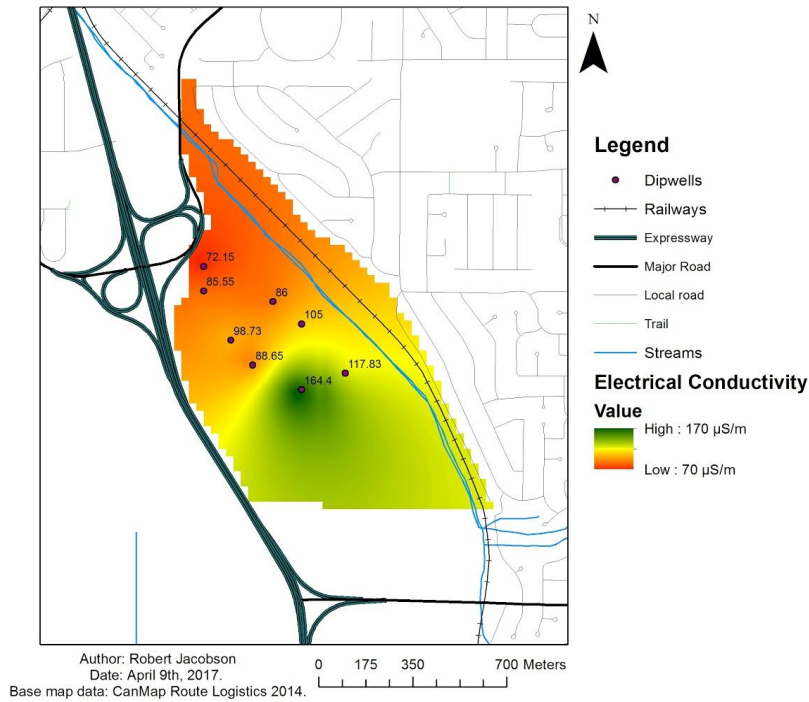 N
Legend
Dipwells
Railways
Expressway
Major Road
Local road
Trail
Streams
Electrical Conductivity
Value
High : 170 µS/m
Low : 70 µS/m
72.15
85.55
86
105
98.73
88.65
117.83
164.4
Author: Robert Jacobson
Date: April 9th, 2017.
Base map data: CanMap Route Logistics 2014.
0 175 350 700 Meters